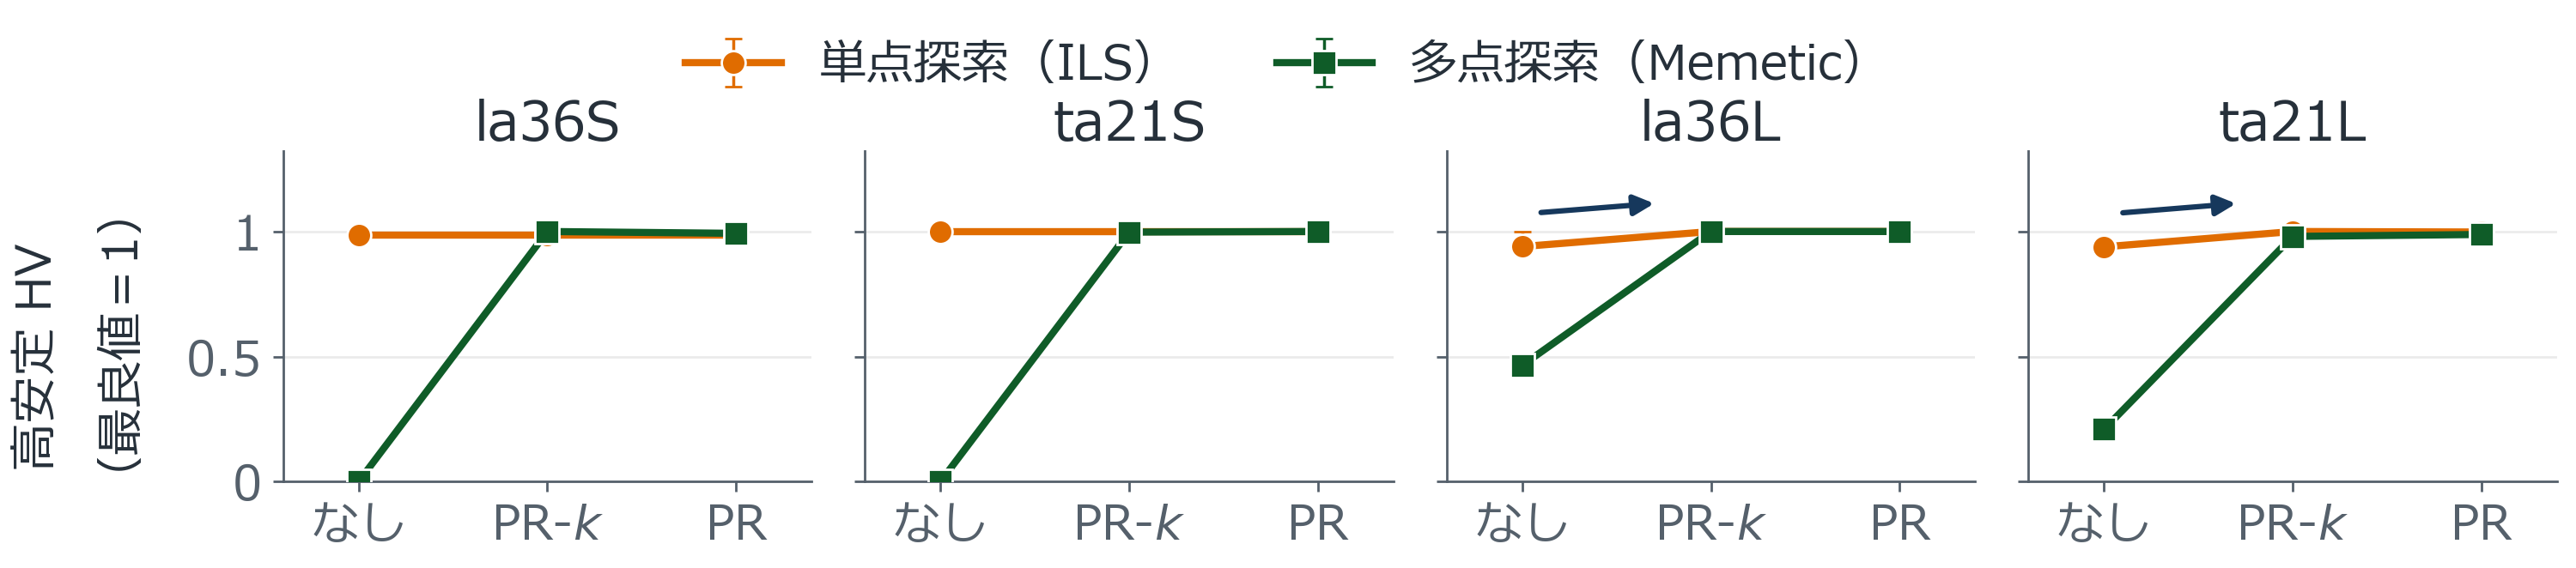 単点探索（ILS）
多点探索（Memetic）
la36S
ta21S
la36L
ta21L
高安定 HV
（最良値 = 1）
1
0.5
0
なし PR-k PR
なし PR-k PR
なし PR-k PR
なし PR-k PR